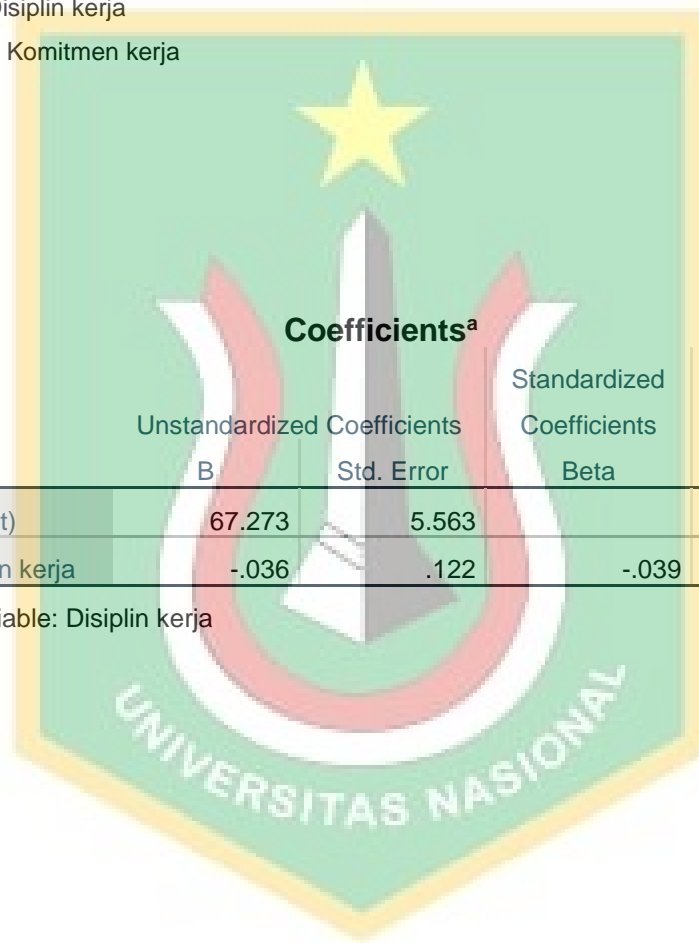 Disiplin kerja
Komitmen kerja
Coefficientsᵃ
Standardized
Unstandardized Coefficients Coefficients
B Std. Error Beta
t) 67.273 5.563
n kerja -.036 .122 -.039
iable: Disiplin kerja
UNIVERSITAS NASIONAL